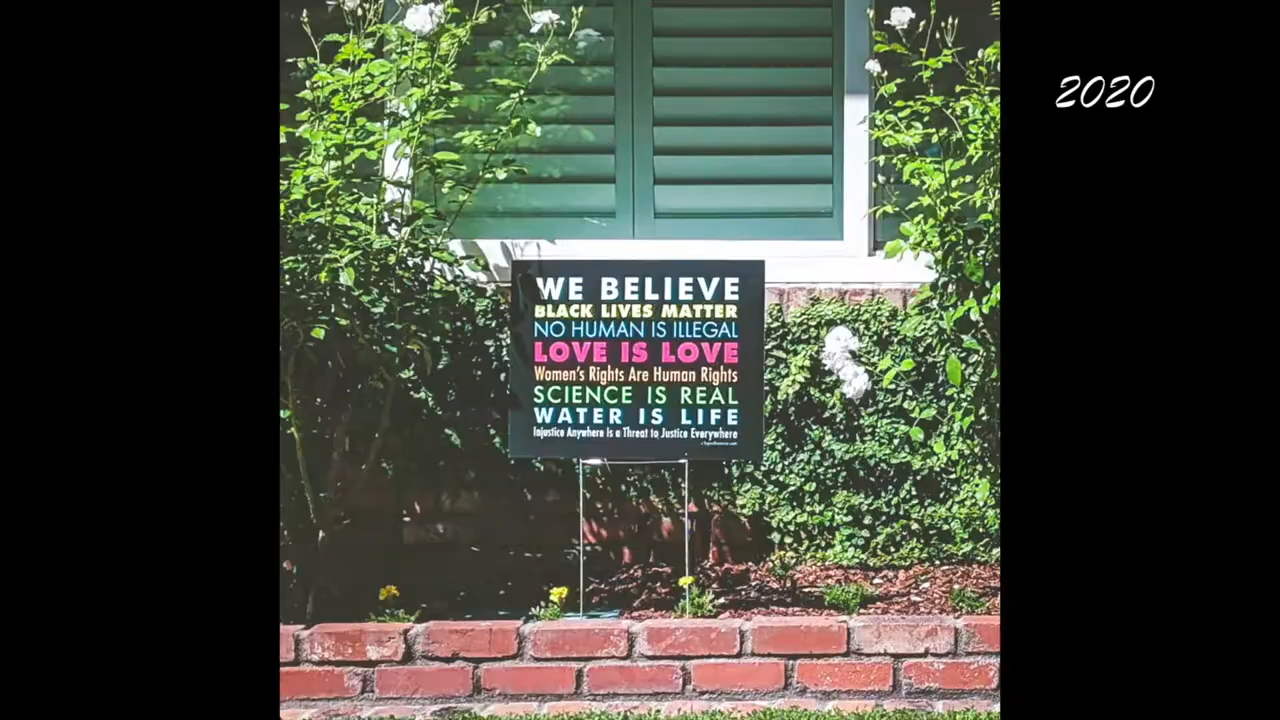 2020
WE BELIEVE
BLACK LIVES MATTER
NO HUMAN IS ILLEGAL
LOVE IS LOVE
Women's Rights Are Human Rights
SCIENCE IS REAL
WATER IS LIFE
Injustice Anywhere Is a Threat to Justice Everywhere